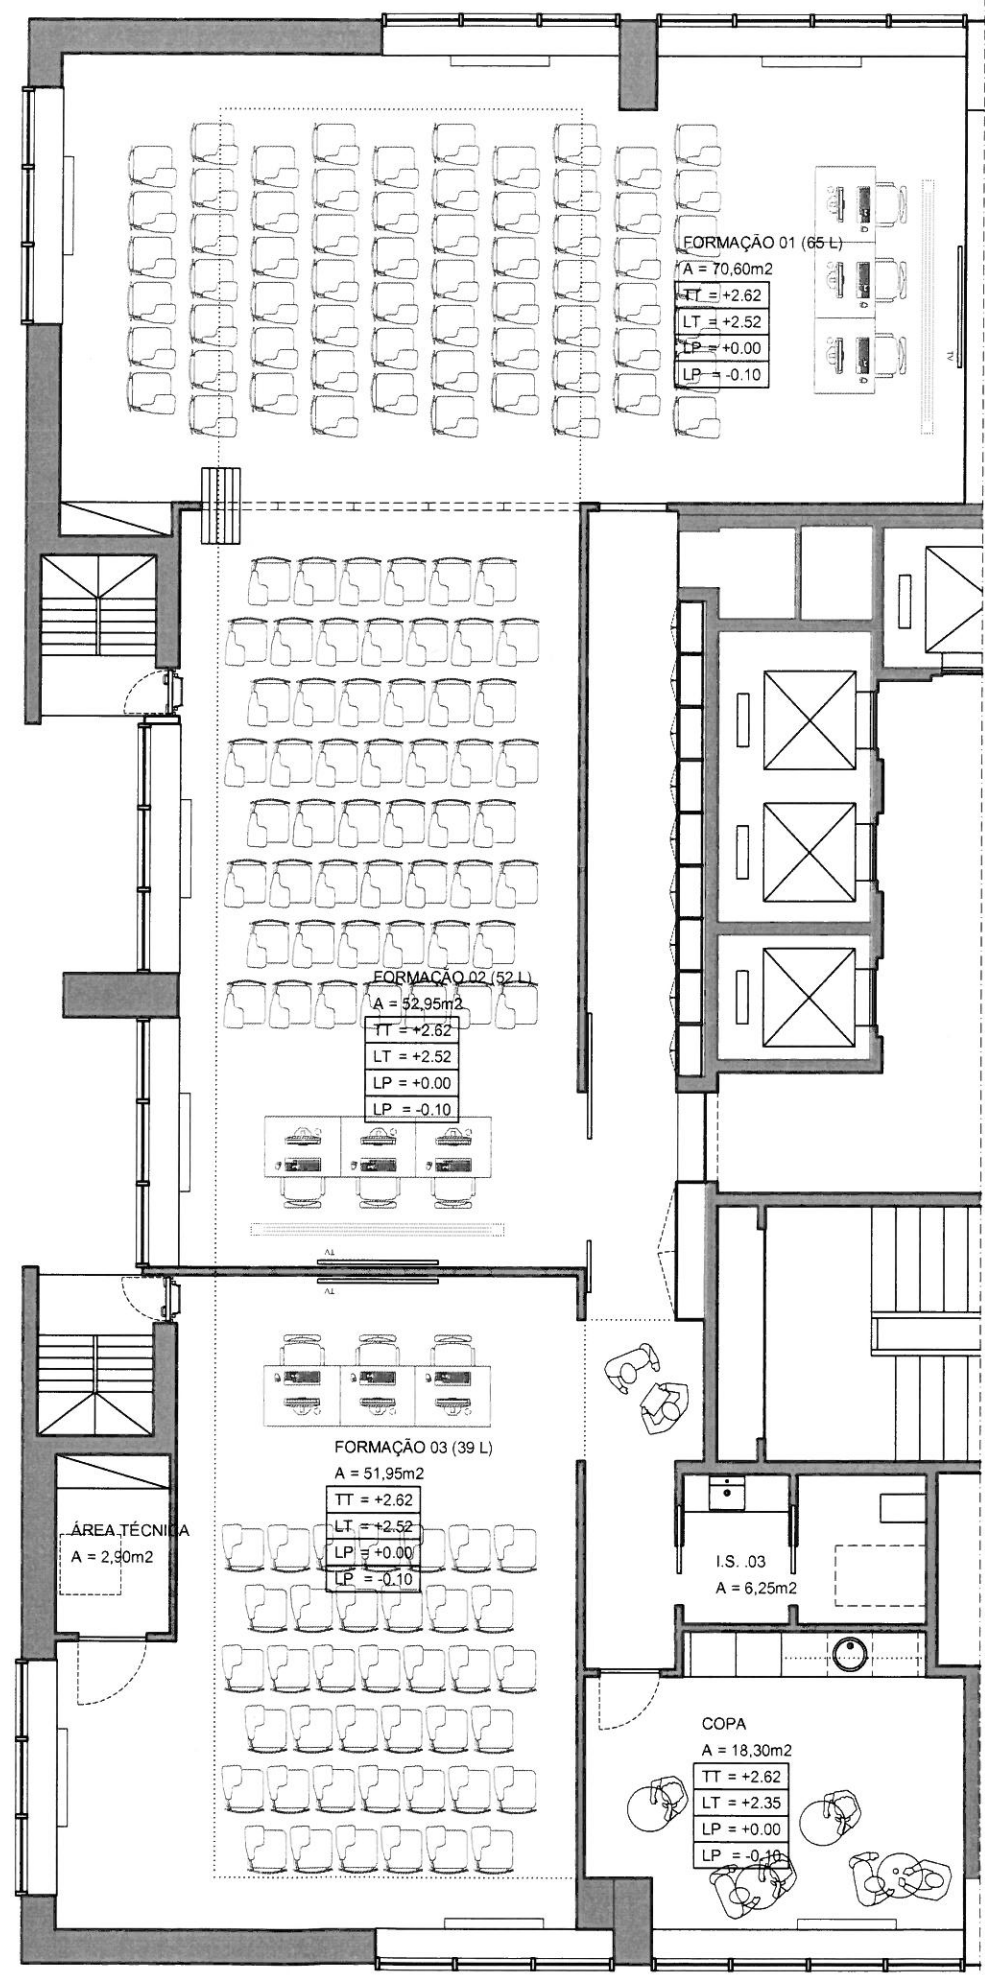 FORMAÇÃO 01 (65 L)
A = 70,60m2
TT = +2.62
LT = +2.52
LP = +0.00
LP = -0.10
TV
FORMAÇÃO 02 (52 L)
A = 52,95m2
TT = +2.62
LT = +2.52
LP = +0.00
LP = -0.10
TV
TV
FORMAÇÃO 03 (39 L)
A = 51,95m2
TT = +2.62
LT = +2.52
LP = +0.00
LP = -0.10
ÁREA TÉCNICA
A = 2,90m2
I.S. .03
A = 6,25m2
COPA
A = 18,30m2
TT = +2.62
LT = +2.35
LP = +0.00
LP = -0.10